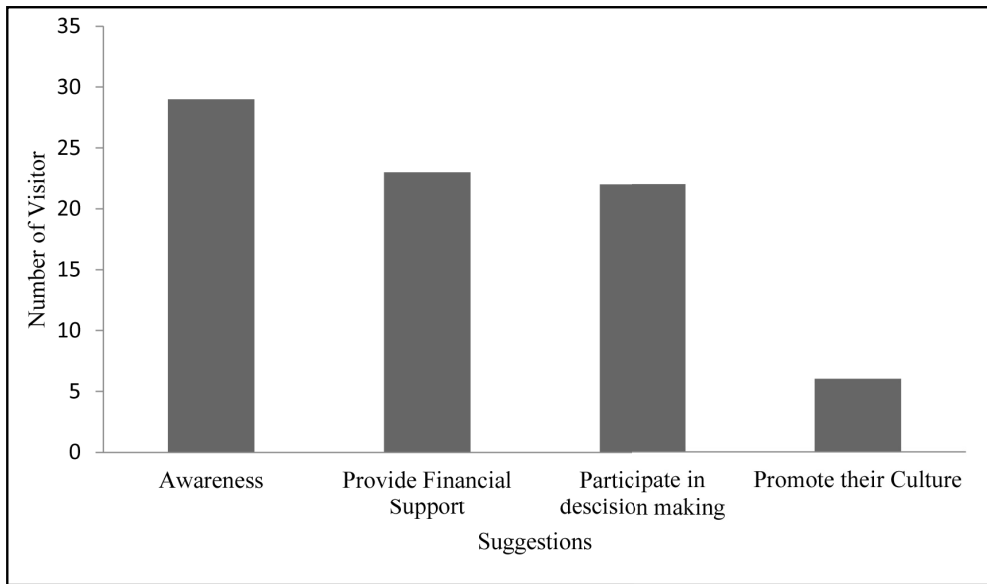 Number of Visitor
35
30
25
20
15
10
5
0
Awareness
Provide Financial
Support
Participate in
descision making
Promote their Culture
Suggestions